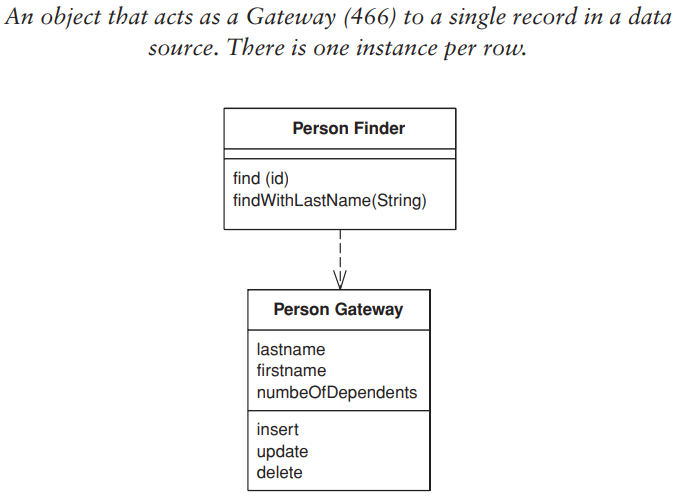 An object that acts as a Gateway (466) to a single record in a data
source. There is one instance per row.
Person Finder
find (id)
findWithLastName(String)
Person Gateway
lastname
firstname
numbeOfDependents
insert
update
delete